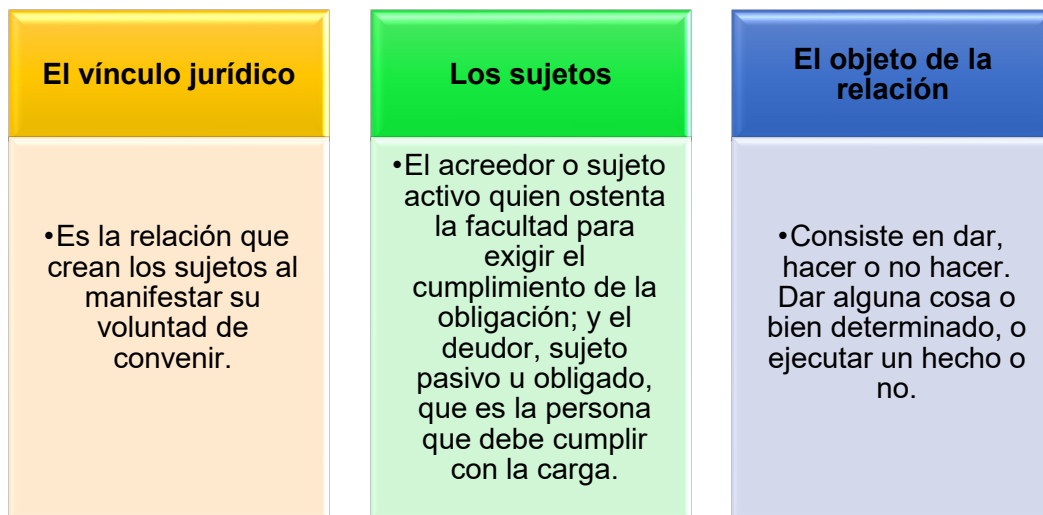 El vínculo jurídico
•Es la relación que
crean los sujetos al
manifestar su
voluntad de
convenir.
Los sujetos
•El acreedor o sujeto
activo quien ostenta
la facultad para
exigir el
cumplimiento de la
obligación; y el
deudor, sujeto
pasivo u obligado,
que es la persona
que debe cumplir
con la carga.
El objeto de la
relación
•Consiste en dar,
hacer o no hacer.
Dar alguna cosa o
bien determinado, o
ejecutar un hecho o
no.